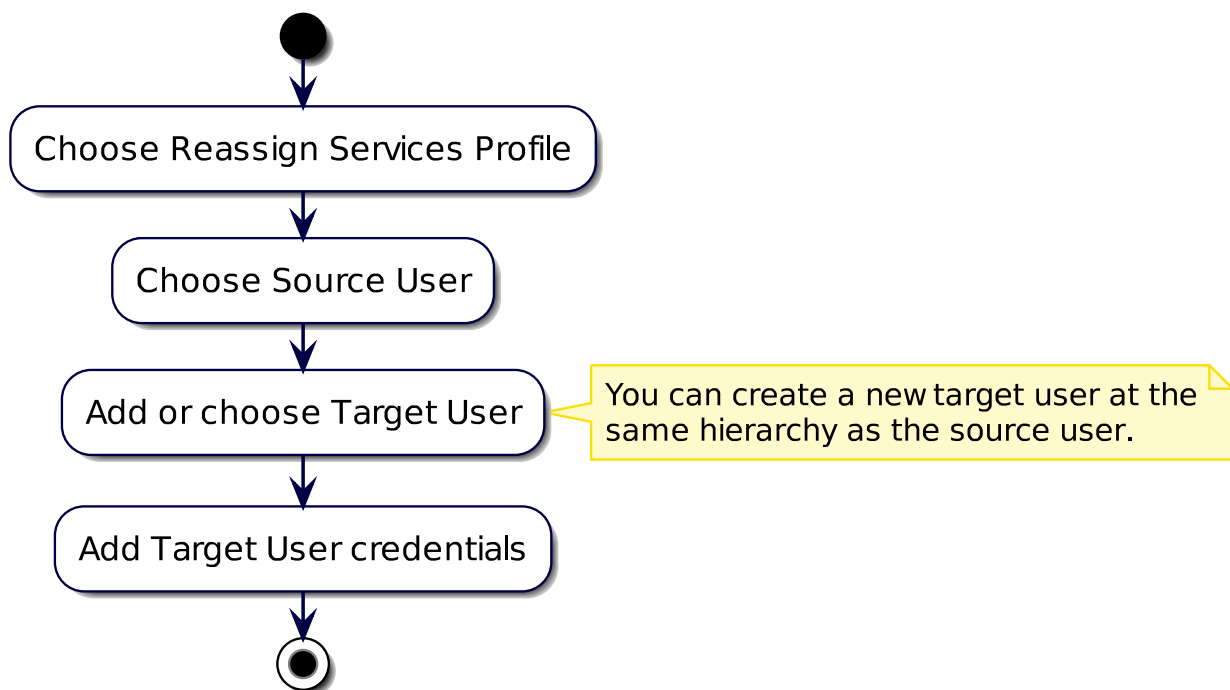 Choose Reassign Services Profile
Choose Source User
Add or choose Target User
You can create a new target user at the
same hierarchy as the source user.
Add Target User credentials